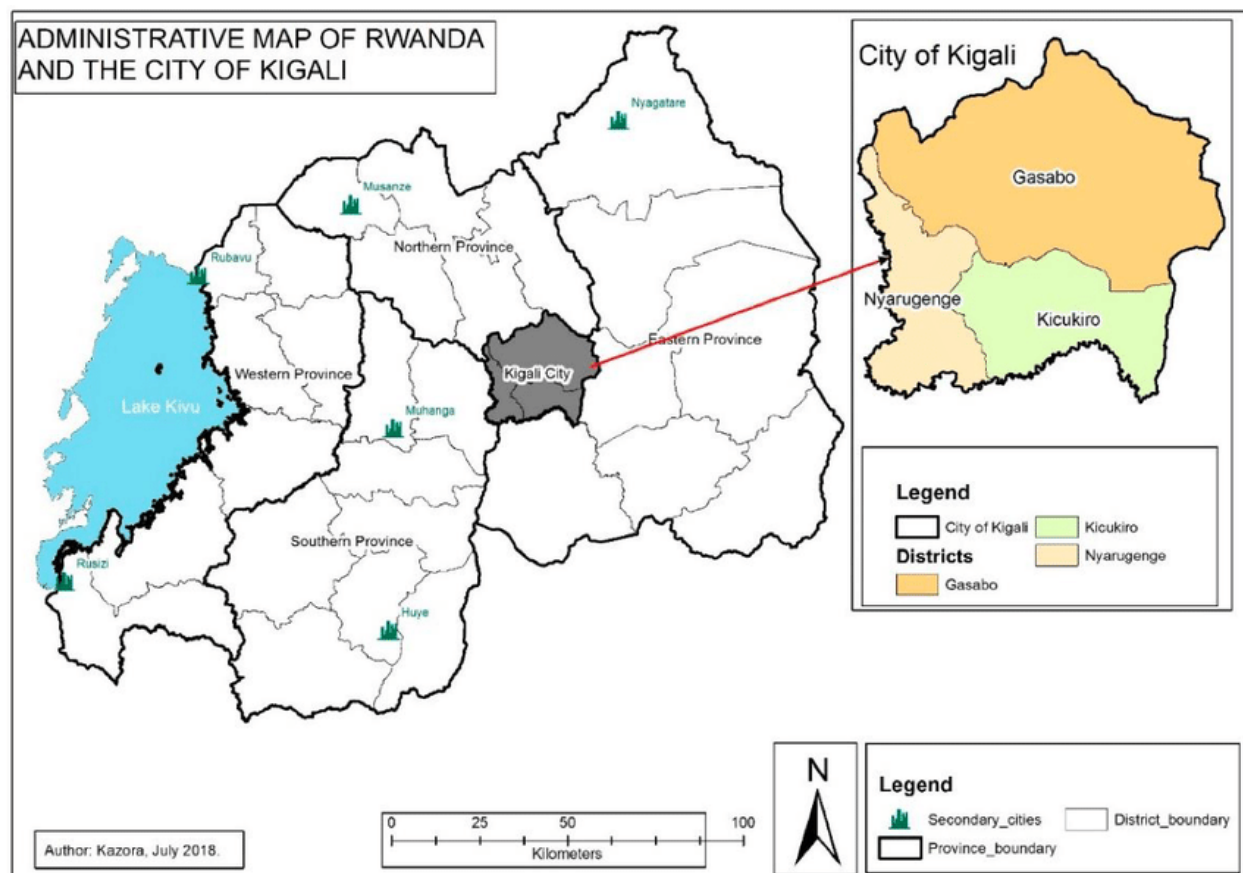 ADMINISTRATIVE MAP OF RWANDA
AND THE CITY OF KIGALI
Nyagatare
Musanze
Northern Province
Rubavu
Eastern Province
Western Province
Kigali City
Lake Kivu
Muhanga
Southern Province
Rusizi
Huye
City of Kigali
Gasabo
Nyarugenge
Kicukiro
Legend
City of Kigali
Kicukiro
Districts
Nyarugenge
Gasabo
N
Legend
Secondary_cities
District_boundary
Province_boundary
0 25 50 100
Kilometers
Author: Kazora, July 2018.